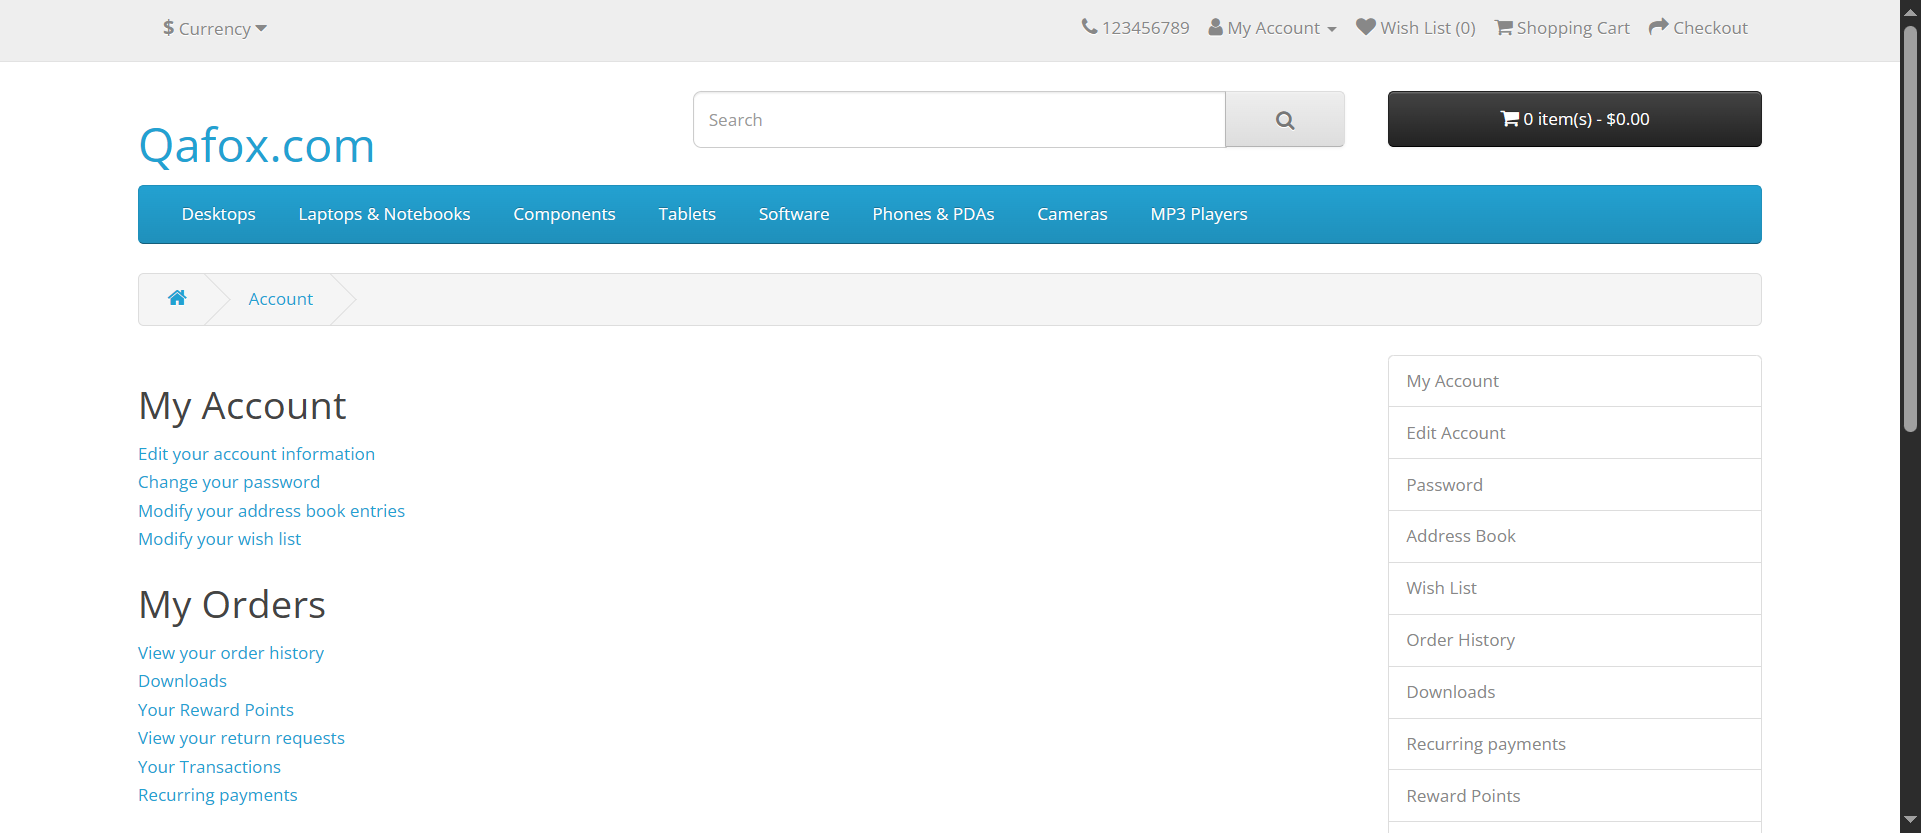 $ Currency 123456789 My Account Wish List (0) Shopping Cart Checkout
Search
0 item(s) - $0.00
Qafox.com
Desktops Laptops & Notebooks Components Tablets Software Phones & PDAs Cameras MP3 Players
Account
My Account
Edit your account information
Change your password
Modify your address book entries
Modify your wish list
My Orders
View your order history
Downloads
Your Reward Points
View your return requests
Your Transactions
Recurring payments
My Account
Edit Account
Password
Address Book
Wish List
Order History
Downloads
Recurring payments
Reward Points